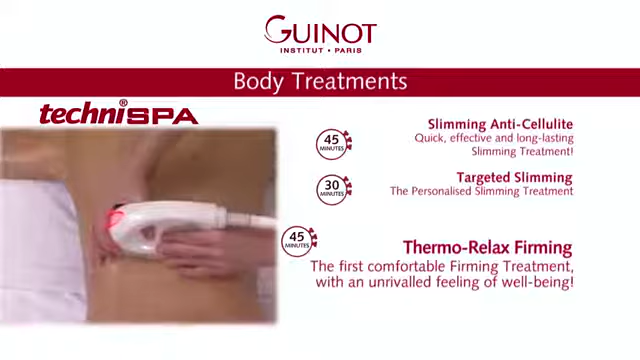 GUINOT
INSTITUT • PARIS
Body Treatments
techni®SPA
45
MINUTES
Slimming Anti-Cellulite
Quick, effective and long-lasting
Slimming Treatment!
30
MINUTES
Targeted Slimming
The Personalised Slimming Treatment
45
MINUTES
Thermo-Relax Firming
The first comfortable Firming Treatment,
with an unrivalled feeling of well-being!